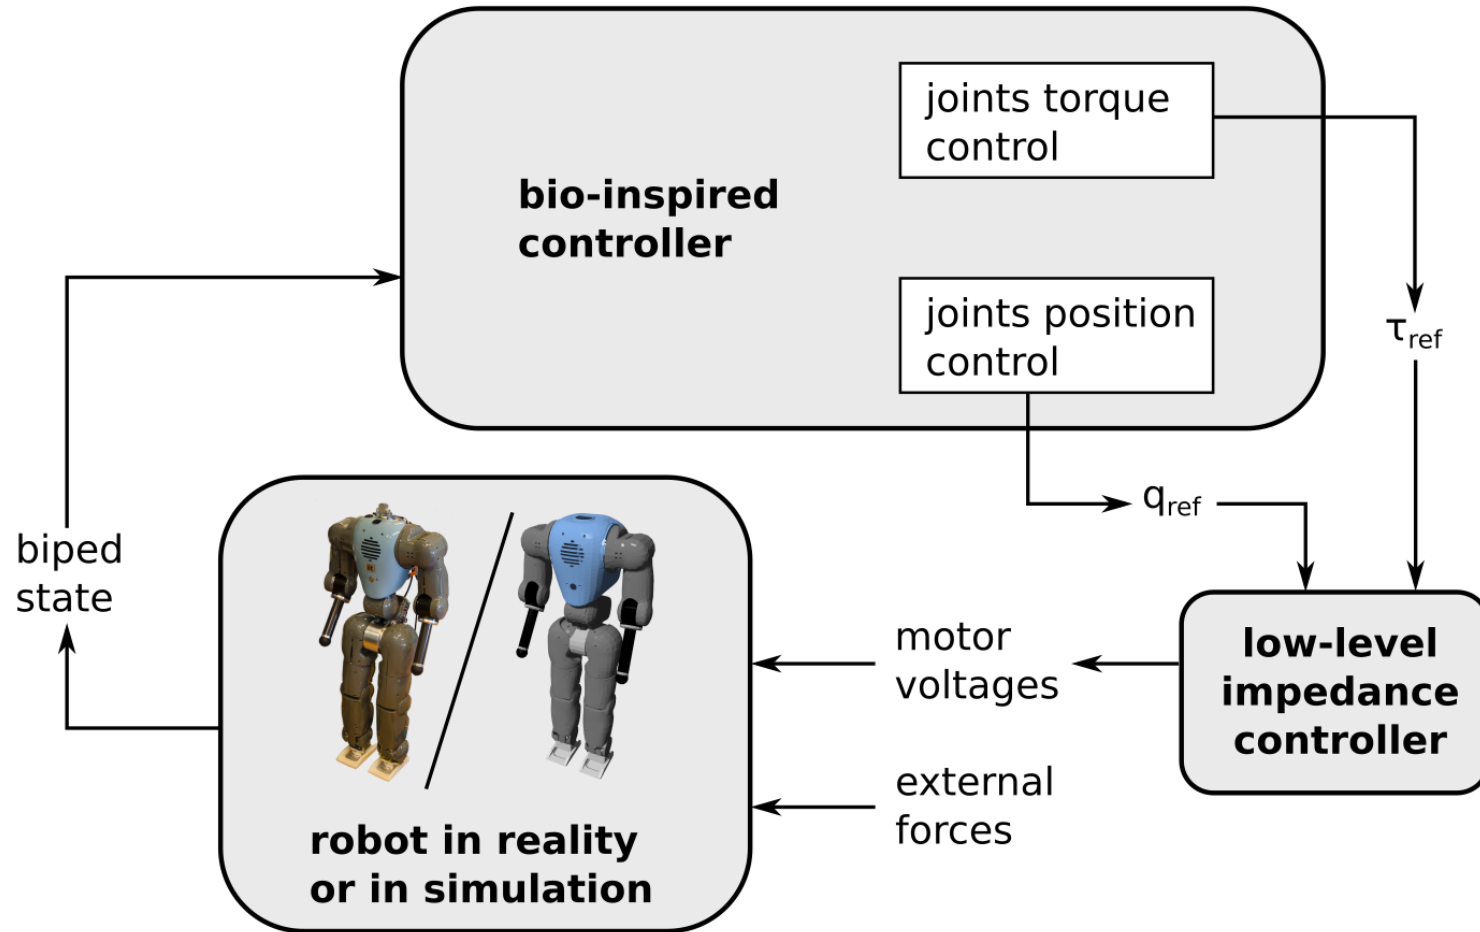 joints torque
control
bio-inspired
controller
joints position
control
τref
qref
biped
state
motor
voltages
low-level
impedance
controller
external
forces
robot in reality
or in simulation